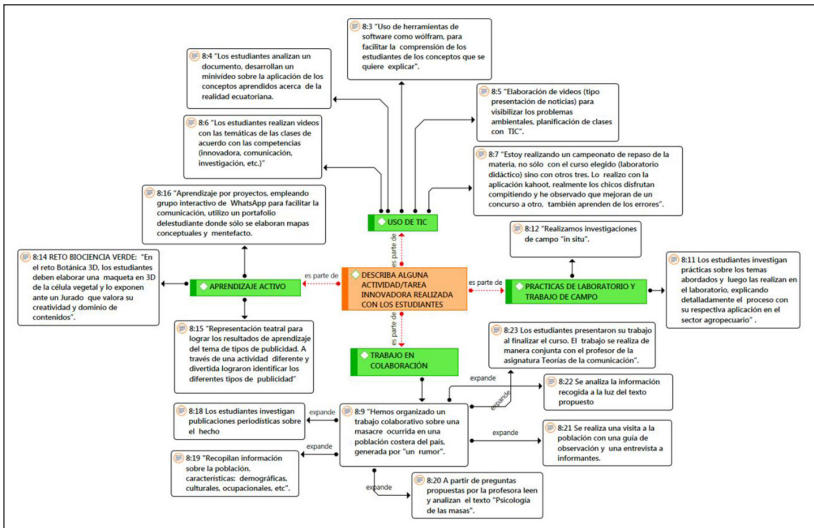 8:3 "Uso de herramientas de
software como wólfram, para
facilitar la comprensión de los
estudiantes de los conceptos que se
quiere explicar".
8:4 "Los estudiantes analizan un
documento, desarrollan un
minivídeo sobre la aplicación de los
conceptos aprendidos acerca de la
realidad ecuatoriana.
8:5 "Elaboración de videos (tipo
presentación de noticias) para
visibilizar los problemas
ambientales, planificación de clases
con TIC".
8:6 "Los estudiantes realizan videos
con las temáticas de las clases de
acuerdo con las competencias
(innovadora, comunicación,
investigación, etc.)"
8:7 "Estoy realizando un campeonato de repaso de la
materia, no sólo con el curso elegido (laboratorio
didáctico) sino con otros tres. Lo realizo con la
aplicación kahoot, realmente los chicos disfrutan
compitiendo y he observado que mejoran de un
concurso a otro, también aprenden de los errores".
8:16 "Aprendizaje por proyectos, empleando
grupo interactivo de WhatsApp para facilitar la
comunicación, utilizo un portafolio
delestudiante donde sólo se elaboran mapas
conceptuales y mentefacto.
USO DE TIC
es parte de
8:12 "Realizamos investigaciones
de campo "in situ".
8:14 RETO BIOCIENCIA VERDE: "En
el reto Botánica 3D, los estudiantes
deben elaborar una maqueta en 3D
de la célula vegetal y lo exponen
ante un Jurado que valora su
creatividad y dominio de
contenidos".
APRENDIZAJE ACTIVO
es parte de
DESCRIBA ALGUNA
ACTIVIDAD/TAREA
INNOVADORA REALIZADA
CON LOS ESTUDIANTES
es parte de
PRACTICAS DE LABORATORIO Y
TRABAJO DE CAMPO
8:11 Los estudiantes investigan
prácticas sobre los temas
abordados y luego las realizan en
el laboratorio, explicando
detalladamente el proceso con
su respectiva aplicación en el
sector agropecuario" .
8:15 "Representación teatral para
lograr los resultados de aprendizaje
del tema de tipos de publicidad. A
través de una actividad diferente y
divertida lograron identificar los
diferentes tipos de publicidad"
es parte de
TRABAJO EN
COLABORACIÓN
8:23 Los estudiantes presentaron su trabajo
al finalizar el curso. El trabajo se realiza de
manera conjunta con el profesor de la
asignatura Teorías de la comunicación".
expande
expande
8:22 Se analiza la información
recogida a la luz del texto
propuesto
8:18 Los estudiantes investigan
publicaciones periodísticas sobre
el hecho
expande
8:9 "Hemos organizado un
trabajo colaborativo sobre una
masacre ocurrida en una
población costera del país,
generada por "un rumor".
expande
8:21 Se realiza una visita a la
población con una guía de
observación y una entrevista a
informantes.
8:19 "Recopilan información
sobre la población,
características: demográficas,
culturales, ocupacionales, etc".
expande
expande
8:20 A partir de preguntas
propuestas por la profesora leen
y analizan el texto "Psicología
de las masas".